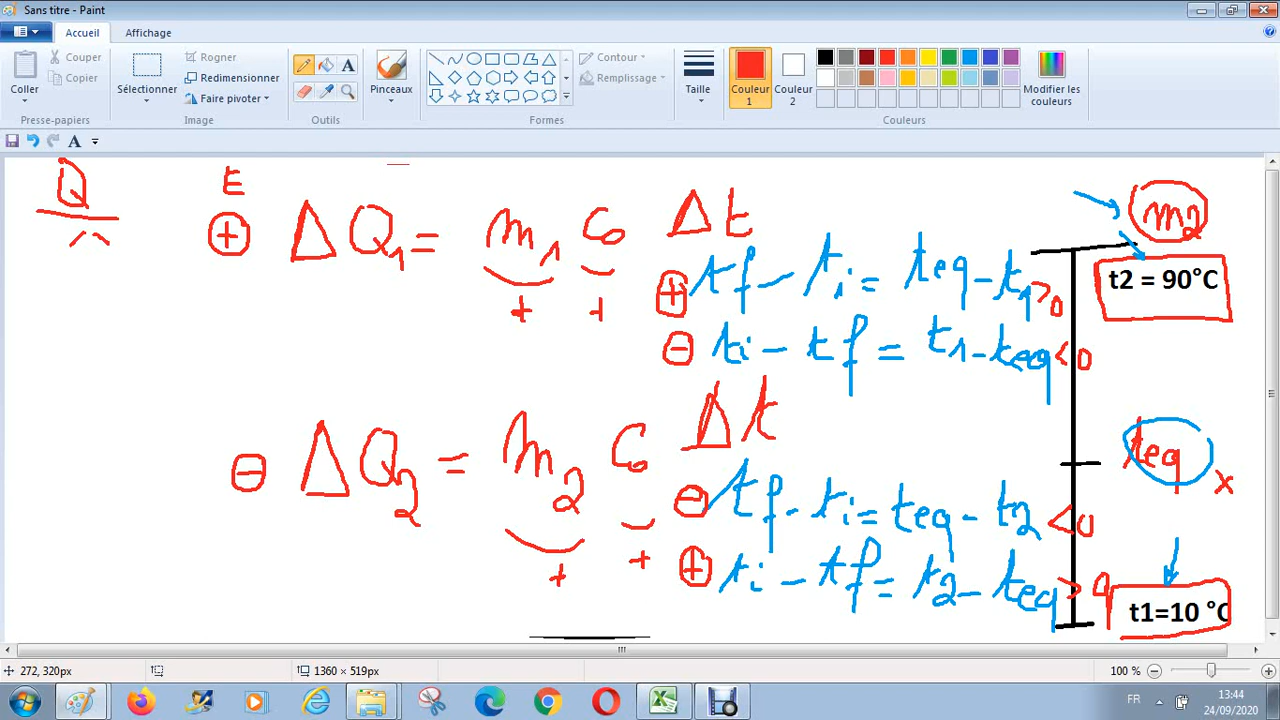 Sans titre - Paint
Accueil Affichage
Coller
Couper
Copier
Presse-papiers
Sélectionner
Rogner
Redimensionner
Faire pivoter
Image
A
Outils
Pinceaux
Contour
Remplissage
Formes
Taille
Couleur 1
Couleur 2
Modifier les couleurs
Couleurs
A
Q
E
⊕ ΔQ1 = m1 Co Δt
+ +
⊕ tf - ti = teq - t1 > 0
⊖ ti - tf = t1 - teq < 0
m2
t2 = 90°C
⊖ ΔQ2 = m2 Co Δt
+ +
⊖ tf - ti = teq - t2 < 0
⊕ ti - tf = t2 - teq >
teq x
t1=10 °C
272, 320px
1360 × 519px
100 %
FR
13:44
24/09/2020